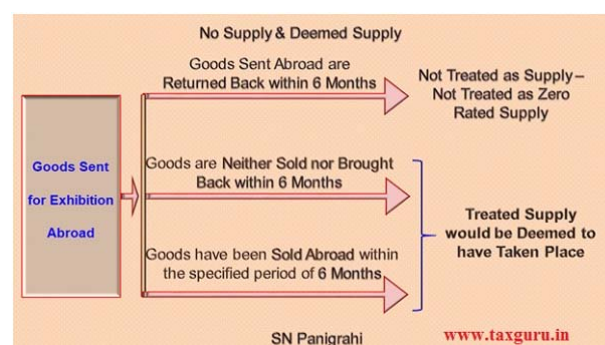 No Supply & Deemed Supply
Goods Sent Abroad are
Returned Back within 6 Months
Not Treated as Supply –
Not Treated as Zero
Rated Supply
Goods Sent
for Exhibition
Abroad
Goods are Neither Sold nor Brought
Back within 6 Months
Goods have been Sold Abroad within
the specified period of 6 Months
Treated Supply
would be Deemed to
have Taken Place
SN Panigrahi
www.taxguru.in